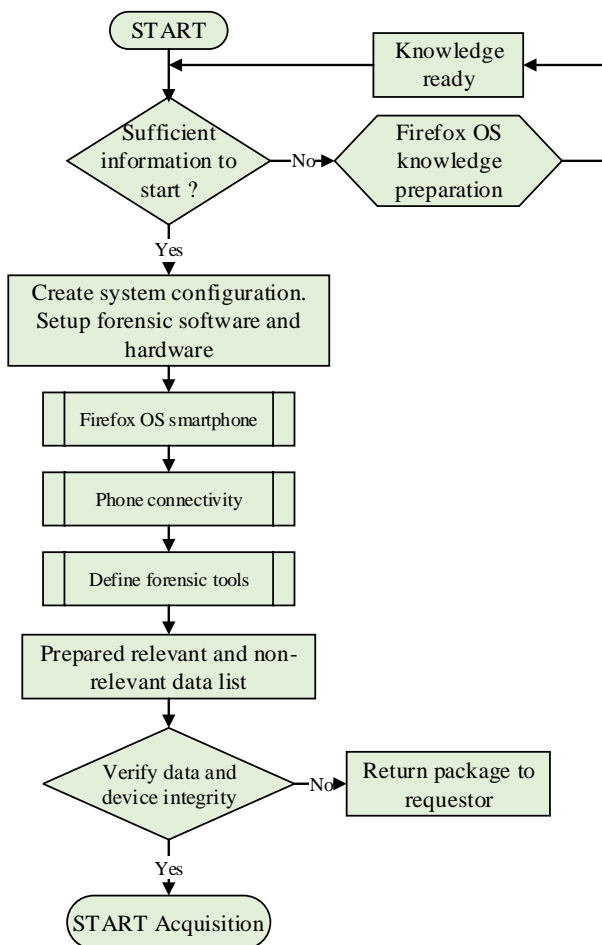 START
Knowledge
ready
Sufficient
information to
start ?
No
Firefox OS
knowledge
preparation
Yes
Create system configuration.
Setup forensic software and
hardware
Firefox OS smartphone
Phone connectivity
Define forensic tools
Prepared relevant and non-
relevant data list
Verify data and
device integrity
No
Return package to
requestor
Yes
START Acquisition